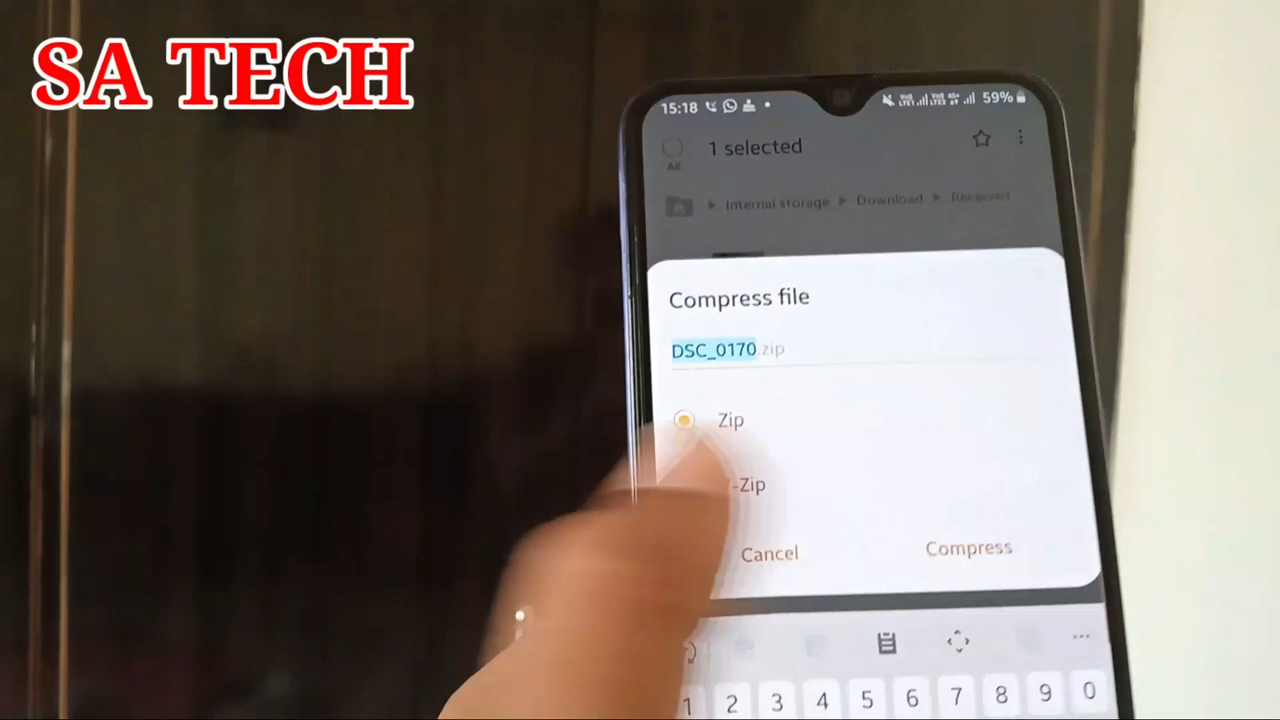 SA TECH
15:18 59%
All 1 selected
Internal storage Download Received
Compress file
DSC_0170.zip
Zip
-Zip
Cancel Compress
1 2 3 4 5 6 7 8 9 0